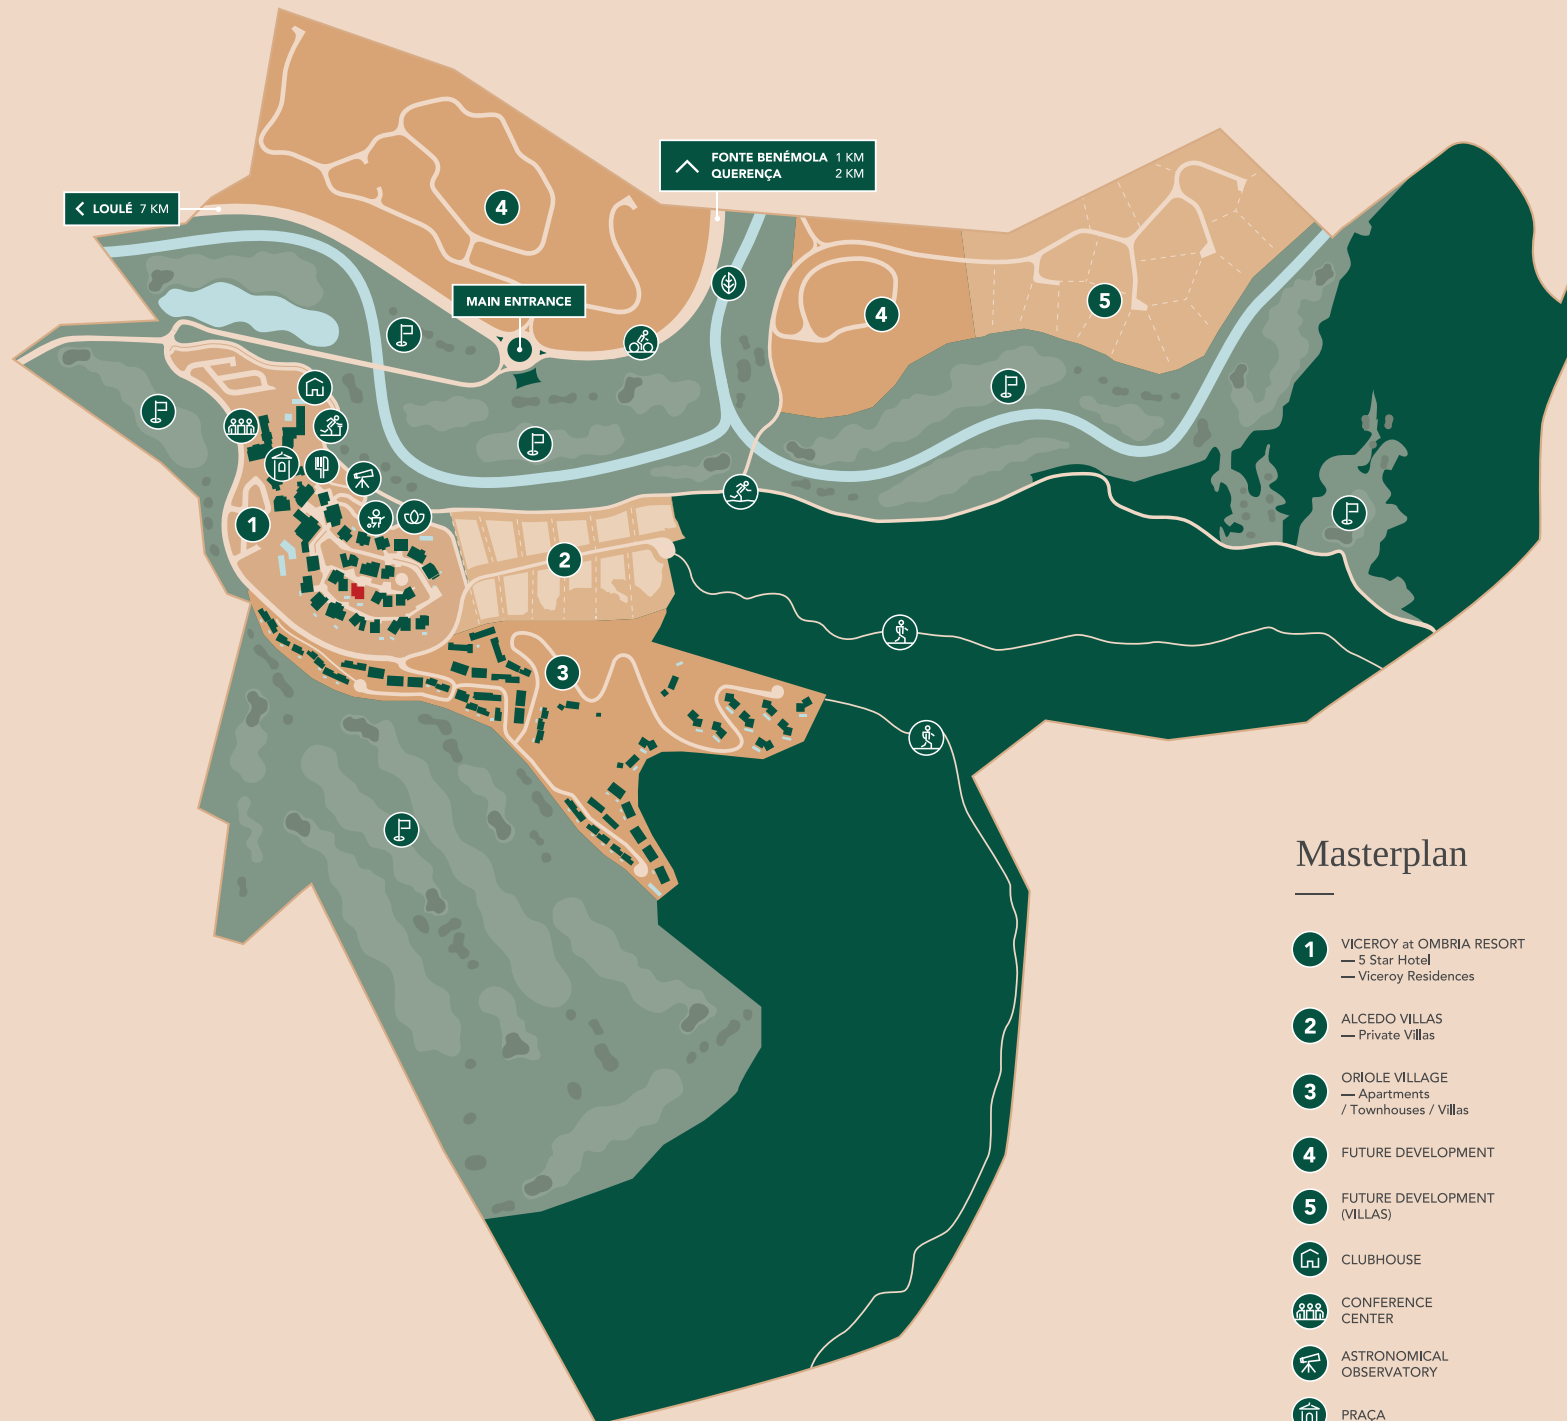 FONTE BENÉMOLA 1 KM
QUERENÇA 2 KM
LOULÉ 7 KM
4
MAIN ENTRANCE
4
5
1
2
3
Masterplan
1 VICEROY at OMBRIA RESORT
— 5 Star Hotel
— Viceroy Residences
2 ALCEDO VILLAS
— Private Villas
3 ORIOLE VILLAGE
— Apartments
/ Townhouses / Villas
4 FUTURE DEVELOPMENT
5 FUTURE DEVELOPMENT
(VILLAS)
CLUBHOUSE
CONFERENCE
CENTER
ASTRONOMICAL
OBSERVATORY
PRAÇA